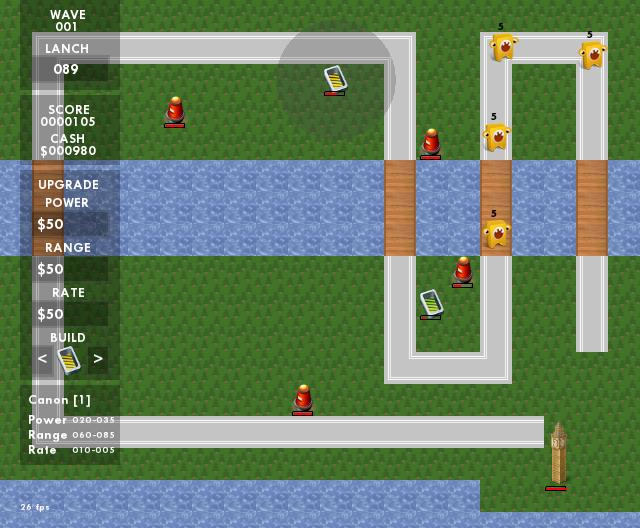 WAVE
001
LANCH
089
SCORE
0000105
CASH
$000980
UPGRADE
POWER
$50
RANGE
$50
RATE
$50
BUILD
< >
Canon [1]
Power 020-035
Range 060-085
Rate 010-005
26 fps
5
5
5
5